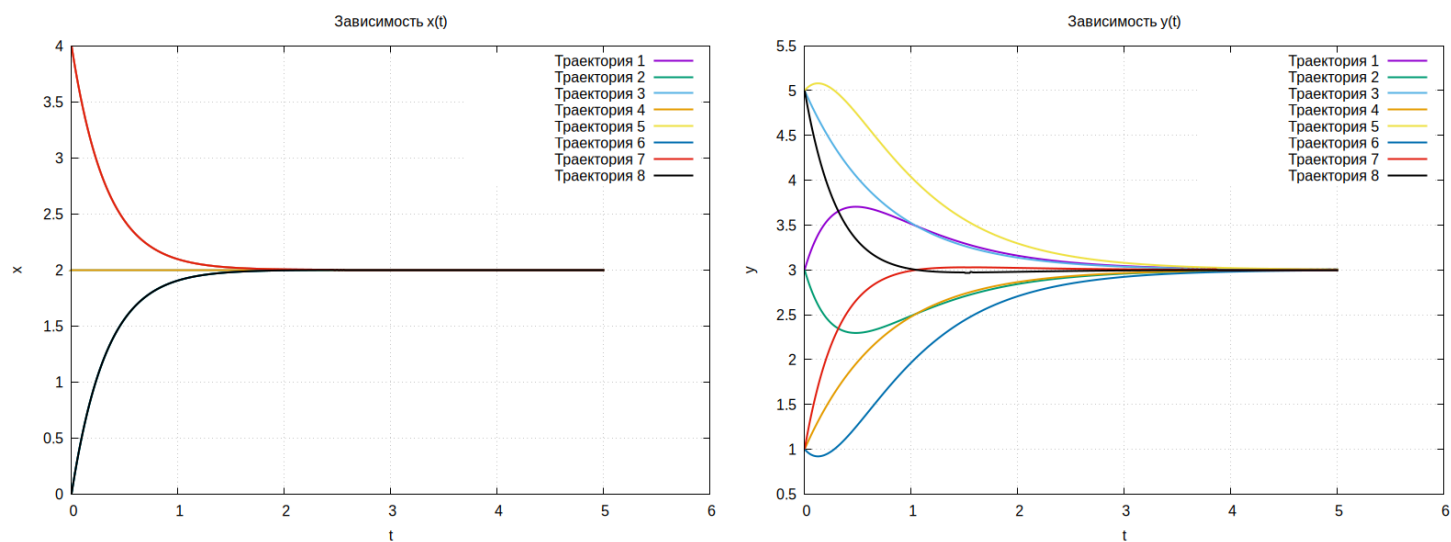 Зависимость x(t)
4
3.5
3
2.5
2
1.5
1
0.5
0
x
Траектория 1
Траектория 2
Траектория 3
Траектория 4
Траектория 5
Траектория 6
Траектория 7
Траектория 8
0 1 2 3 4 5 6
t
Зависимость y(t)
5.5
5
4.5
4
3.5
3
2.5
2
1.5
1
0.5
y
Траектория 1
Траектория 2
Траектория 3
Траектория 4
Траектория 5
Траектория 6
Траектория 7
Траектория 8
0 1 2 3 4 5 6
t